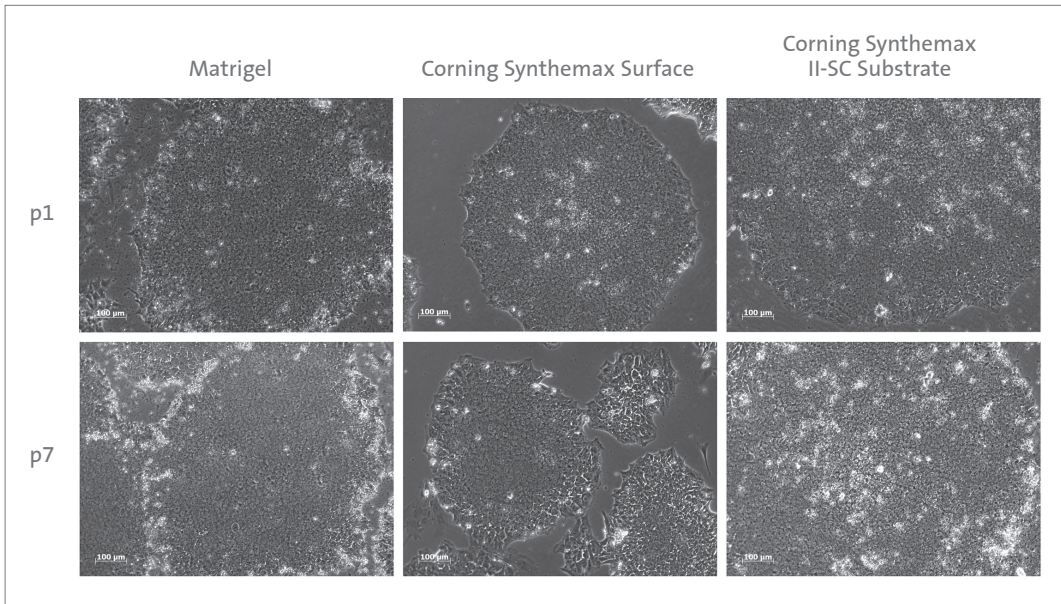 Matrigel
Corning Synthemax Surface
Corning Synthemax
II-SC Substrate
p1
100 µm
100 µm
100 µm
p7
100 µm
100 µm
100 µm